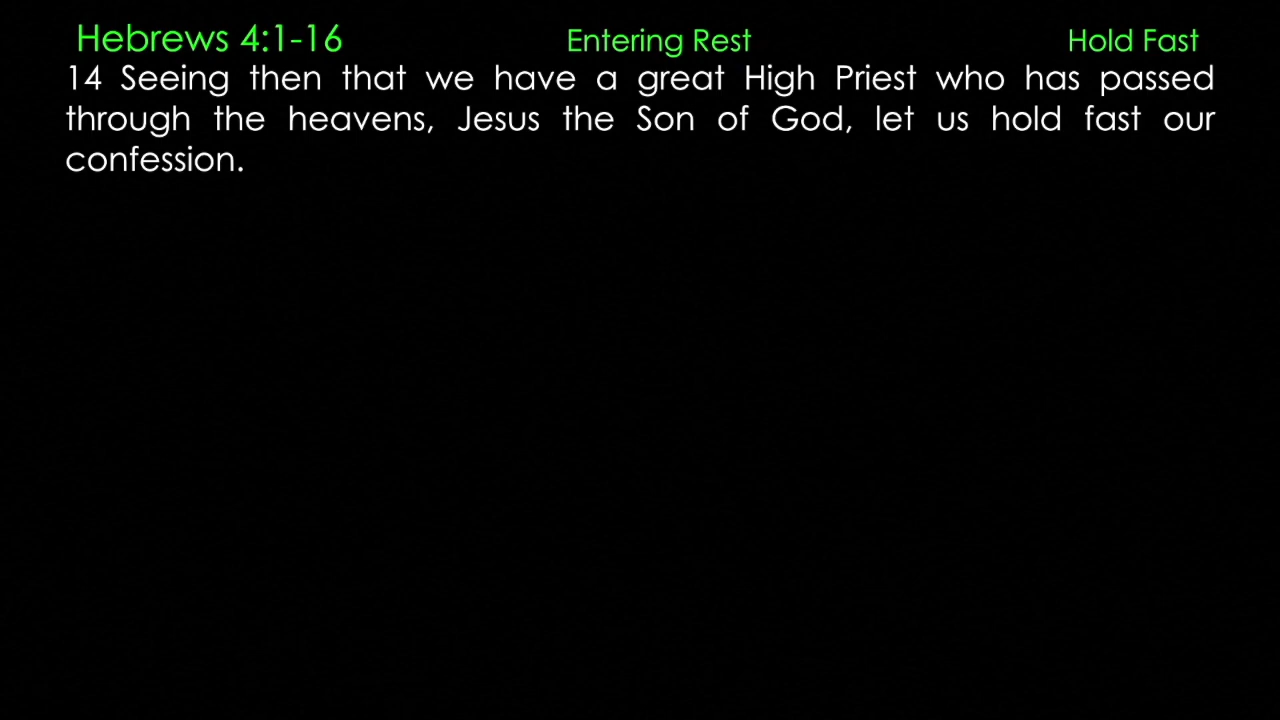 Hebrews 4:1-16 Entering Rest Hold Fast
14 Seeing then that we have a great High Priest who has passed
through the heavens, Jesus the Son of God, let us hold fast our
confession.